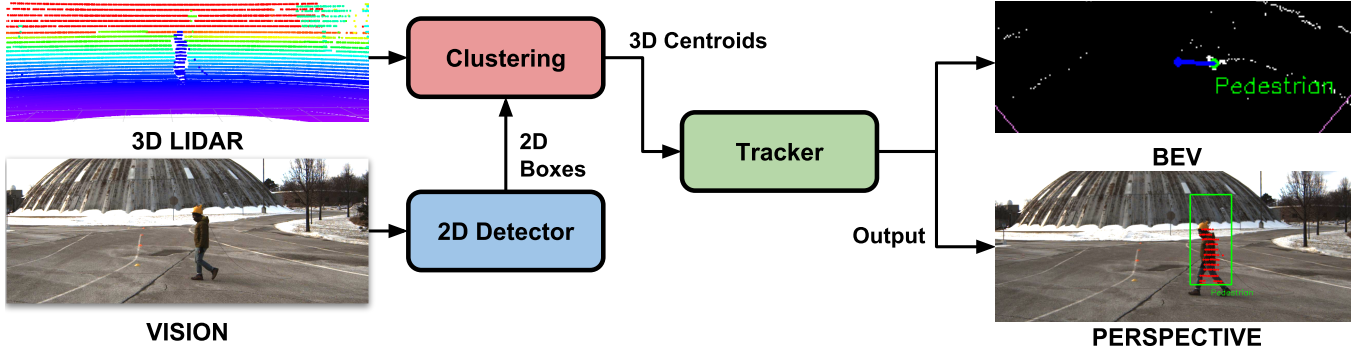 3D LIDAR
VISION
Clustering
2D
Boxes
2D Detector
3D Centroids
Tracker
Output
Pedestrian
BEV
Pedestrian
PERSPECTIVE